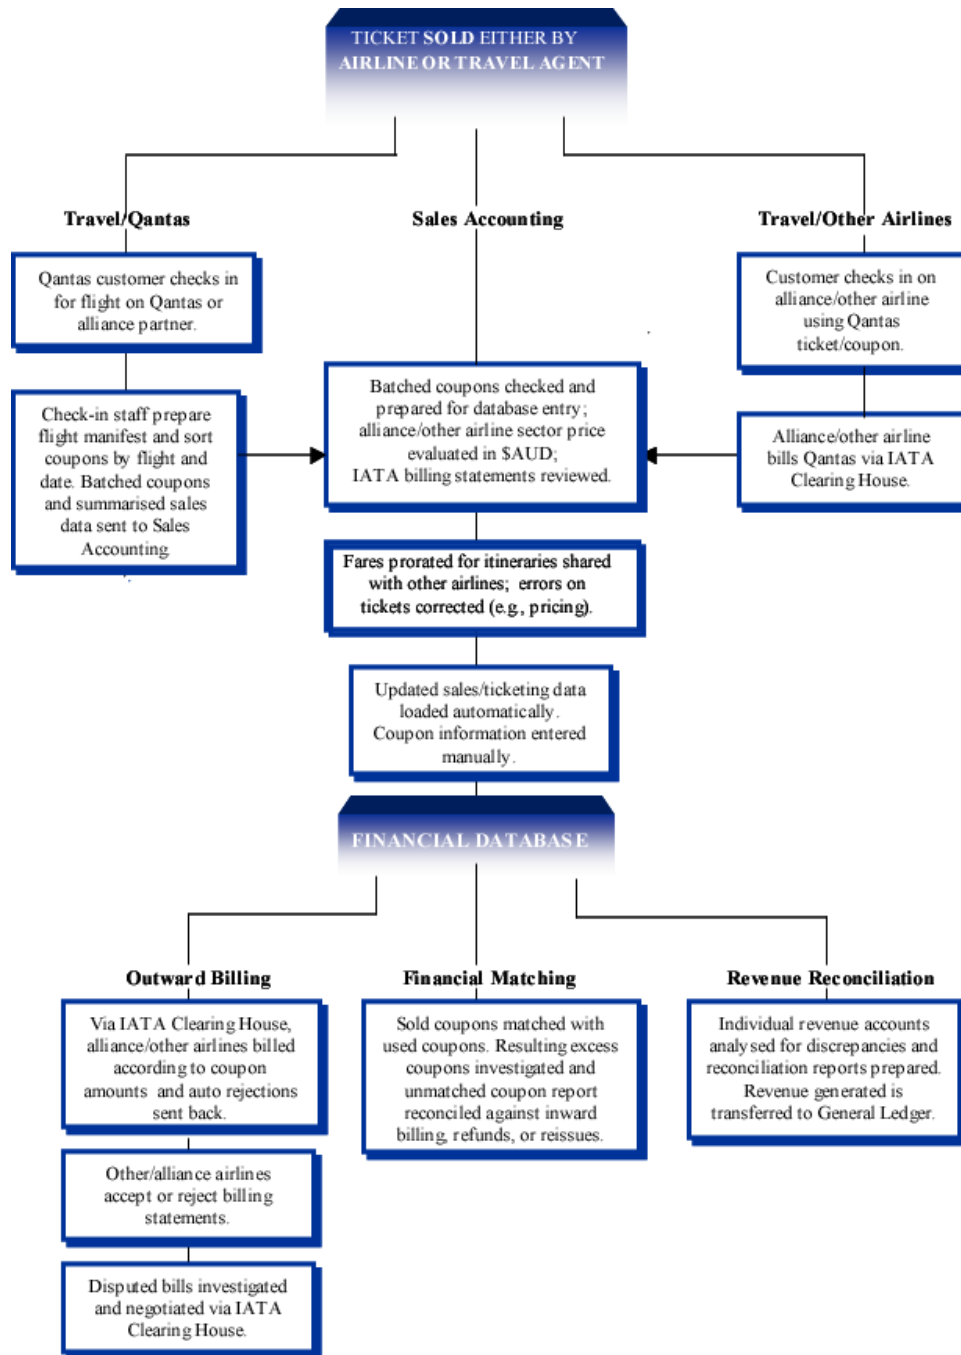 TICKET SOLD EITHER BY
AIRLINE OR TRAVEL AGENT
Travel/Qantas
Qantas customer checks in
for flight on Qantas or
alliance partner.
Check-in staff prepare
flight manifest and sort
coupons by flight and
date. Batched coupons
and summarised sales
data sent to Sales
Accounting
Sales Accounting
Batched coupons checked and
prepared for database entry;
alliance/other airline sector price
evaluated in $AUD;
IATA billing statements reviewed.
Travel/Other Airlines
Customer checks in on
alliance/other airline
using Qantas
ticket/coupon.
Alliance/other airline
bills Qantas via IATA
Clearing House.
Fares prorated for itineraries shared
with other airlines; errors on
tickets corrected (e.g., pricing).
Updated sales/ticketing data
loaded automatically.
Coupon information entered
manually.
FINANCIAL DATABASE
Outward Billing
Via IATA Clearing House,
alliance/other airlines billed
according to coupon
amounts and auto rejections
sent back.
Other/alliance airlines
accept or reject billing
statements.
Disputed bills investigated
and negotiated via IATA
Clearing House.
Financial Matching
Sold coupons matched with
used coupons. Resulting excess
coupons investigated and
unmatched coupon report
reconciled against inward
billing, refunds, or reissues.
Revenue Reconciliation
Individual revenue accounts
analysed for discrepancies and
reconciliation reports prepared.
Revenue generated is
transferred to General Ledger.